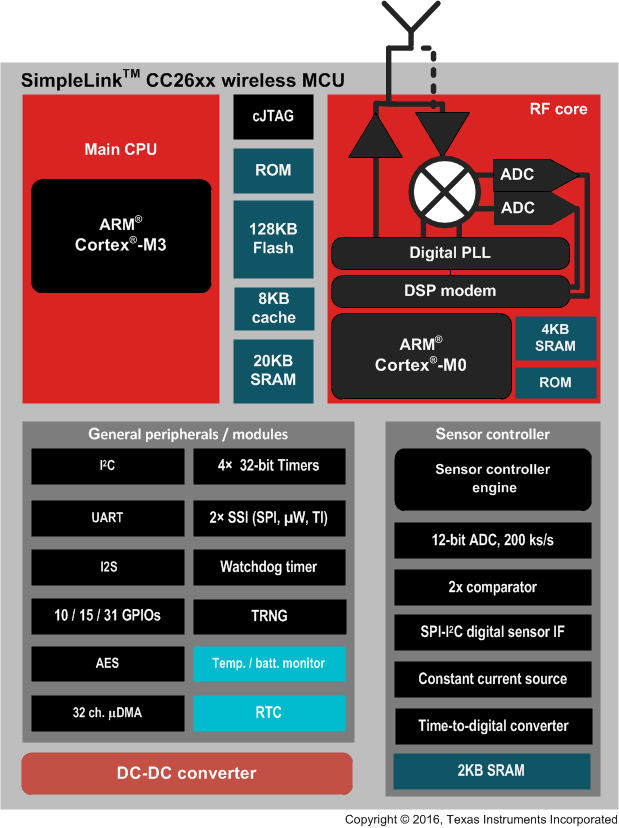 SimpleLink™ CC26xx wireless MCU
Main CPU
ARM®
Cortex®-M3
cJTAG
ROM
128KB
Flash
8KB
cache
20KB
SRAM
RF core
ADC
ADC
Digital PLL
DSP modem
ARM®
Cortex®-M0
4KB
SRAM
ROM
General peripherals / modules
I²C
4× 32-bit Timers
UART
2× SSI (SPI, µW, TI)
I2S
Watchdog timer
10 / 15 / 31 GPIOs
TRNG
AES
Temp. / batt. monitor
32 ch. µDMA
RTC
Sensor controller
Sensor controller
engine
12-bit ADC, 200 ks/s
2x comparator
SPI-I²C digital sensor IF
Constant current source
Time-to-digital converter
2KB SRAM
DC-DC converter
Copyright © 2016, Texas Instruments Incorporated